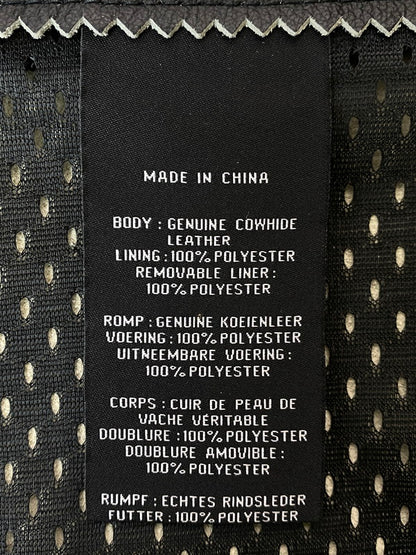 MADE IN CHINA
BODY : GENUINE COWHIDE
LEATHER
LINING : 100% POLYESTER
REMOVABLE LINER :
100% POLYESTER
ROMP : GENUINE KOEIENLEER
VOERING : 100% POLYESTER
UITNEEMBARE VOERING :
100% POLYESTER
CORPS : CUIR DE PEAU DE
VACHE VÉRITABLE
DOUBLURE : 100% POLYESTER
DOUBLURE AMOVIBLE :
100% POLYESTER
RUMPF : ECHTES RINDSLEDER
FUTTER : 100% POLYESTER